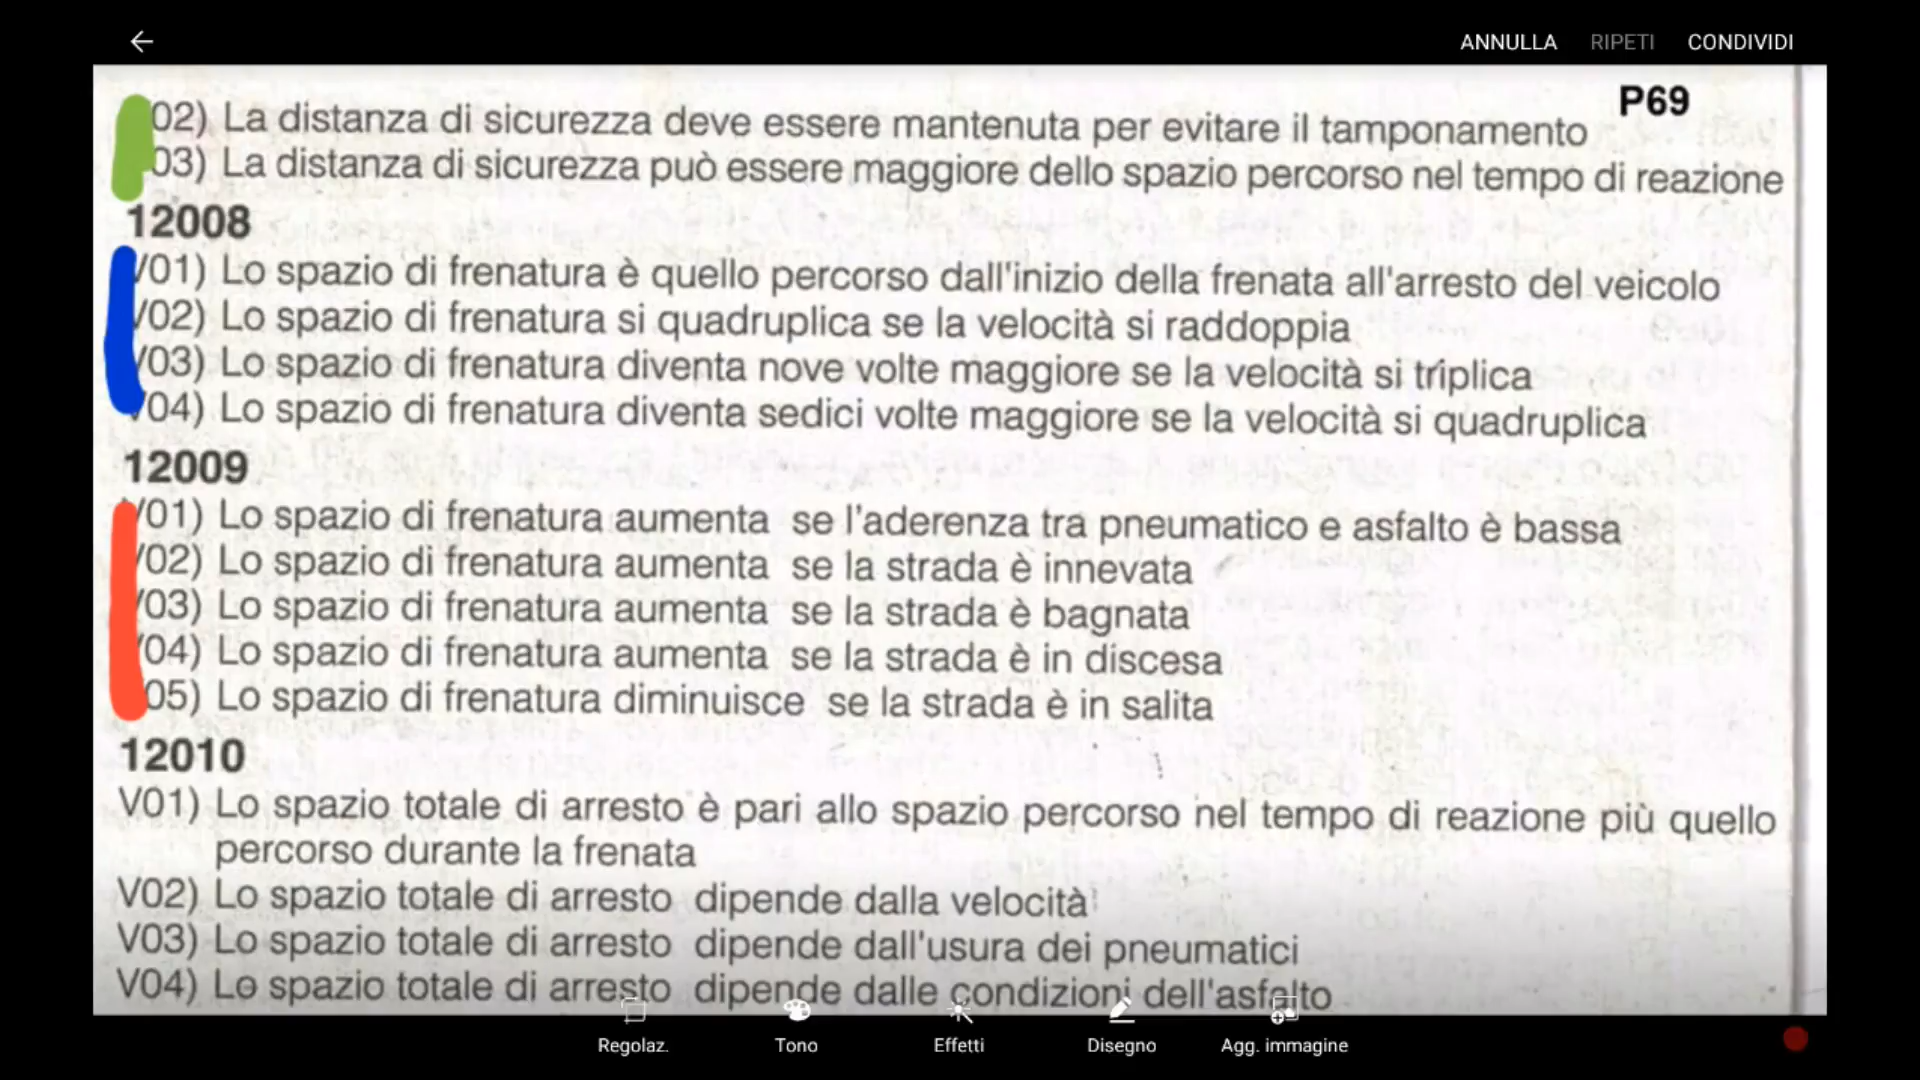 ANNULLA RIPETI CONDIVIDI
P69
02) La distanza di sicurezza deve essere mantenuta per evitare il tamponamento
03) La distanza di sicurezza può essere maggiore dello spazio percorso nel tempo di reazione
12008
V01) Lo spazio di frenatura è quello percorso dall'inizio della frenata all'arresto del veicolo
V02) Lo spazio di frenatura si quadruplica se la velocità si raddoppia
V03) Lo spazio di frenatura diventa nove volte maggiore se la velocità si triplica
V04) Lo spazio di frenatura diventa sedici volte maggiore se la velocità si quadruplica
12009
V01) Lo spazio di frenatura aumenta se l'aderenza tra pneumatico e asfalto è bassa
V02) Lo spazio di frenatura aumenta se la strada è innevata
V03) Lo spazio di frenatura aumenta se la strada è bagnata
V04) Lo spazio di frenatura aumenta se la strada è in discesa
05) Lo spazio di frenatura diminuisce se la strada è in salita
12010
V01) Lo spazio totale di arresto è pari allo spazio percorso nel tempo di reazione più quello
percorso durante la frenata
V02) Lo spazio totale di arresto dipende dalla velocità
V03) Lo spazio totale di arresto dipende dall'usura dei pneumatici
V04) Lo spazio totale di arresto dipende dalle condizioni dell'asfalto
Regolaz. Tono Effetti Disegno Agg. immagine